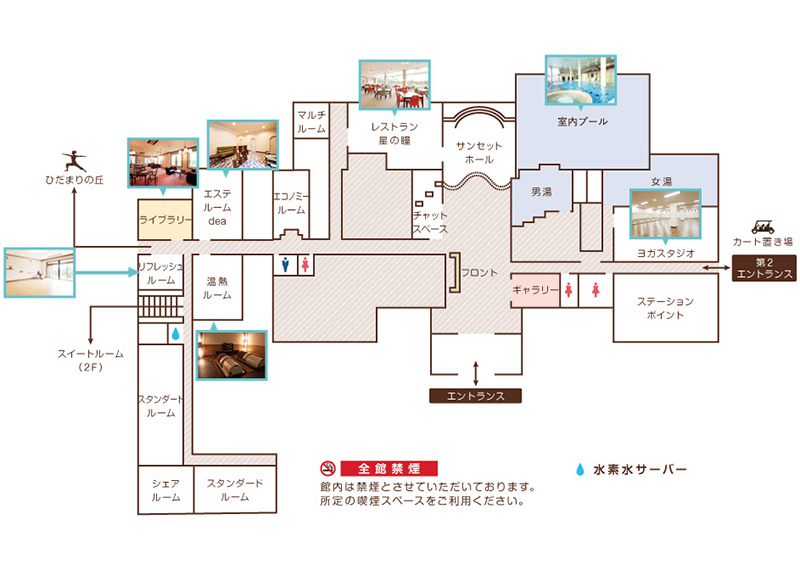 マルチ
ルーム
レストラン
星の瞳
サンセット
ホール
室内プール
ひだまりの丘
ライブラリー
エステ
ルーム
dea
エコノミー
ルーム
チャット
スペース
男湯
女湯
ヨガスタジオ
カート置き場
第2
エントランス
リフレッシュ
ルーム
温熱
ルーム
フロント
ギャラリー
ステーション
ポイント
スイートルーム
（2F）
エントランス
スタンダード
ルーム
シェア
ルーム
スタンダード
ルーム
全館禁煙
館内は禁煙とさせていただいております。
所定の喫煙スペースをご利用ください。
水素水サーバー